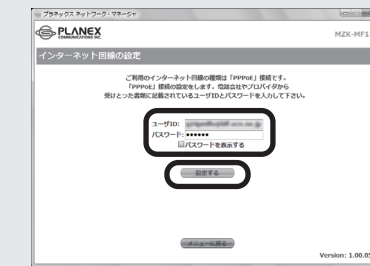 プラネックス ネットワーク・マネージャ
PLANEX
COMMUNICATIONS INC.
MZK-MF1
インターネット回線の設定
ご利用のインターネット回線の種類は「PPPoE」接続です。
「PPPoE」接続の設定をします。電話会社やプロバイダから
受けとった書類に記載されているユーザIDとパスワードを入力して下さい。
ユーザID:
パスワード: ••••••
パスワードを表示する
設定する
メニューに戻る
Version: 1.00.05